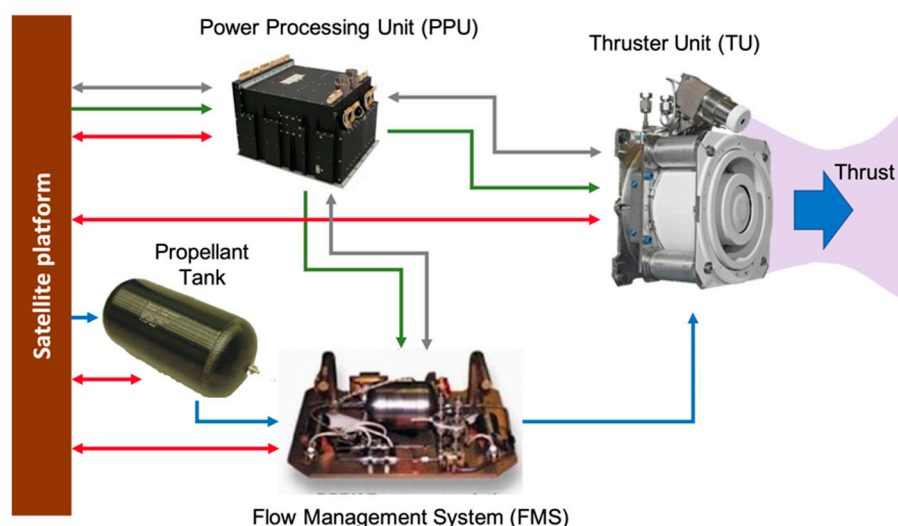 Power Processing Unit (PPU)
Thruster Unit (TU)
Thrust
Satellite platform
Propellant
Tank
Flow Management System (FMS)